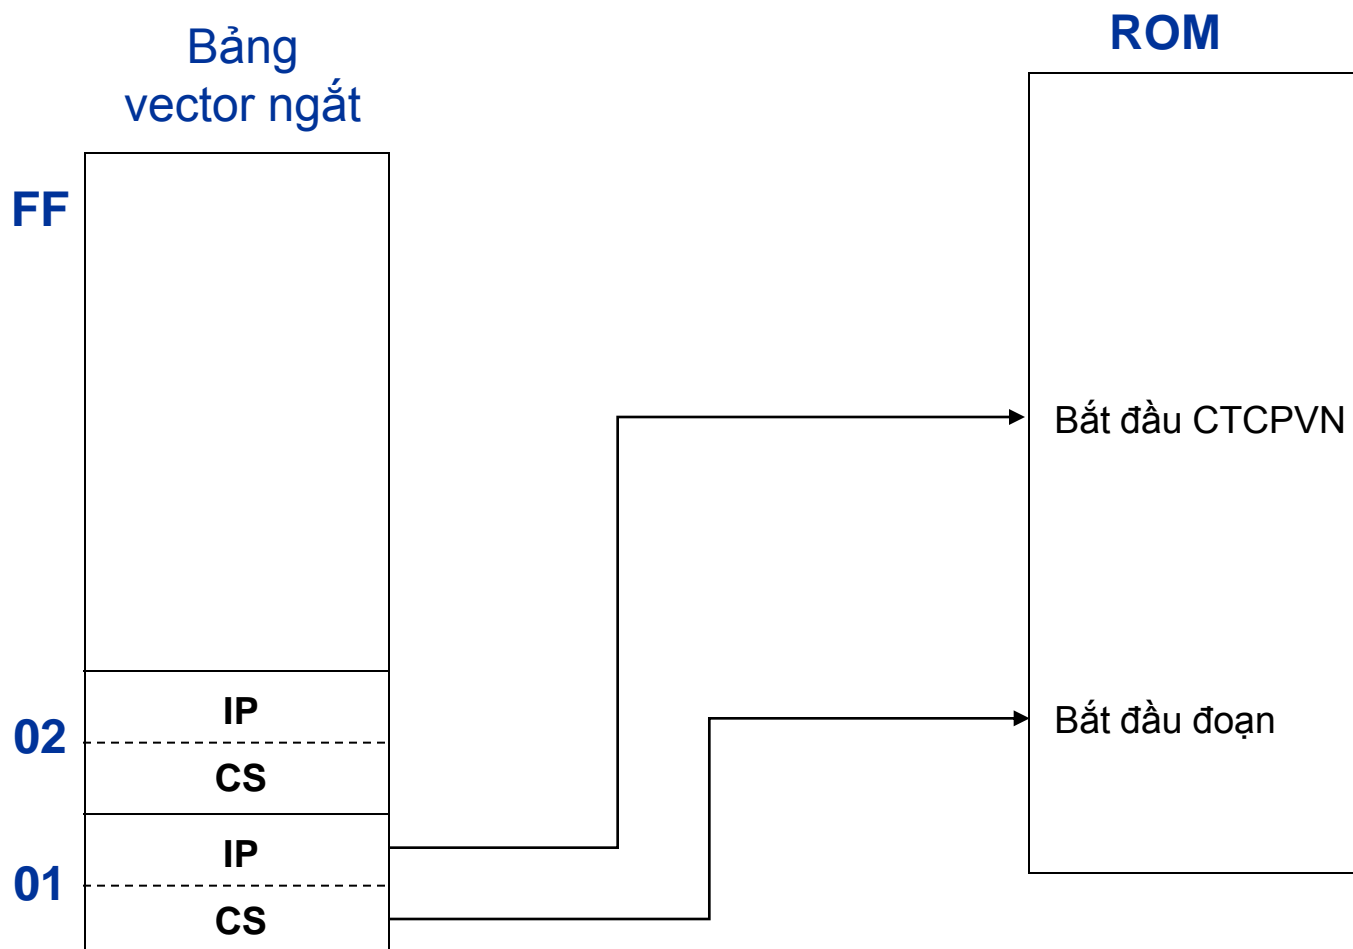 Bảng
vector ngắt
ROM
FF
Bắt đầu CTCPVN
02
IP
CS
Bắt đầu đoạn
01
IP
CS